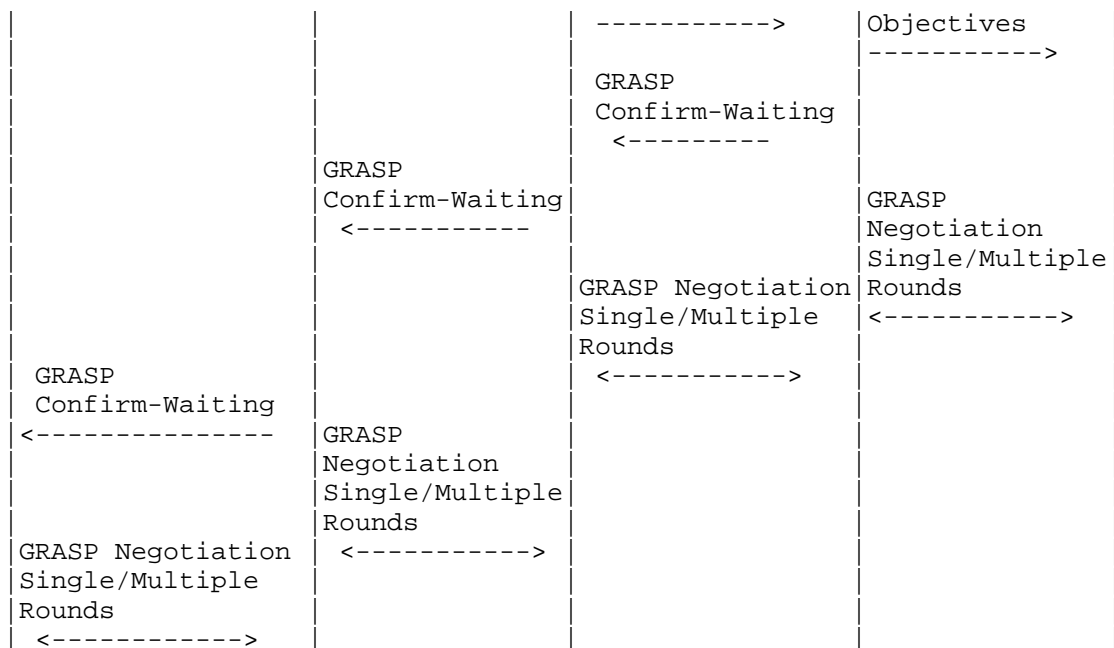 | | | -----------> |Objectives
| | | |----------->
| | | GRASP |
| | | Confirm-Waiting |
| | | <--------- |
| |GRASP | |
| |Confirm-Waiting| |GRASP
| | <----------- | |Negotiation
| | | |Single/Multiple
| | |GRASP Negotiation|Rounds
| | |Single/Multiple |<----------->
| | |Rounds |
| GRASP | | <-----------> |
| Confirm-Waiting | | |
|<--------------- |GRASP | |
| |Negotiation | |
| |Single/Multiple| |
| |Rounds | |
|GRASP Negotiation | <-----------> | |
|Single/Multiple | | |
|Rounds | | |
| <------------> | | |